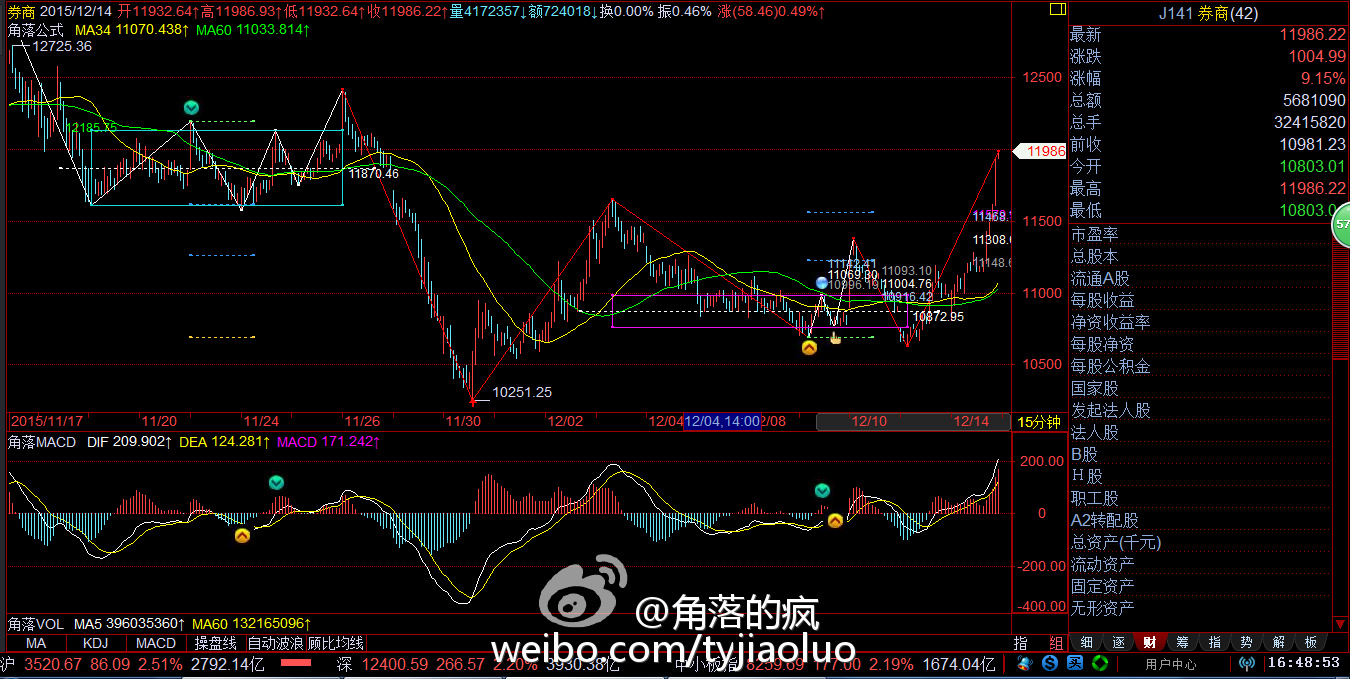 券商 2015/12/14 开11932.64↑高11986.93↑低11932.64↑收11986.22↑量4172357↓额724018↓换0.00% 振0.46% 涨(58.46)0.49%↑
角落公式 MA34 11070.438↑ MA60 11033.814↑
12725.36
12185.75
11870.46
10251.25
11468.
11308.
11148.6
11142.41
11069.30
10996.19
11093.10
11004.76
10916.42
10872.95
12500
11986
11500
11000
10500
2015/11/17 11/20 11/24 11/26 11/30 12/02 12/04 12/04,14:00 2/08 12/10 12/14 15分钟
角落MACD DIF 209.902↑ DEA 124.281↑ MACD 171.242↑
200.00
0
-200.00
-400.00
角落VOL MA5 396035360↑ MA60 132165096↑
MA KDJ MACD 操盘线 自动波浪 顾比均线 指 组
沪 3520.67 86.09 2.51% 2792.14亿 深 12400.59 266.57 2.20% 3930.38亿 中小板指 8259.69 177.00 2.19% 1674.04亿
@角落的疯
weibo.com/tyjiaoluo
J141 券商(42)
最新 11986.22
涨跌 1004.99
涨幅 9.15%
总额 5681090
总手 32415820
前收 10981.23
今开 10803.01
最高 11986.22
最低 10803.0
57
市盈率
总股本
流通A股
每股收益
净资收益率
每股净资
每股公积金
国家股
发起法人股
法人股
B股
H股
职工股
A2转配股
总资产(千元)
流动资产
固定资产
无形资产
细 逐 财 筹 指 势 解 板
S 买 用户中心 16:48:53